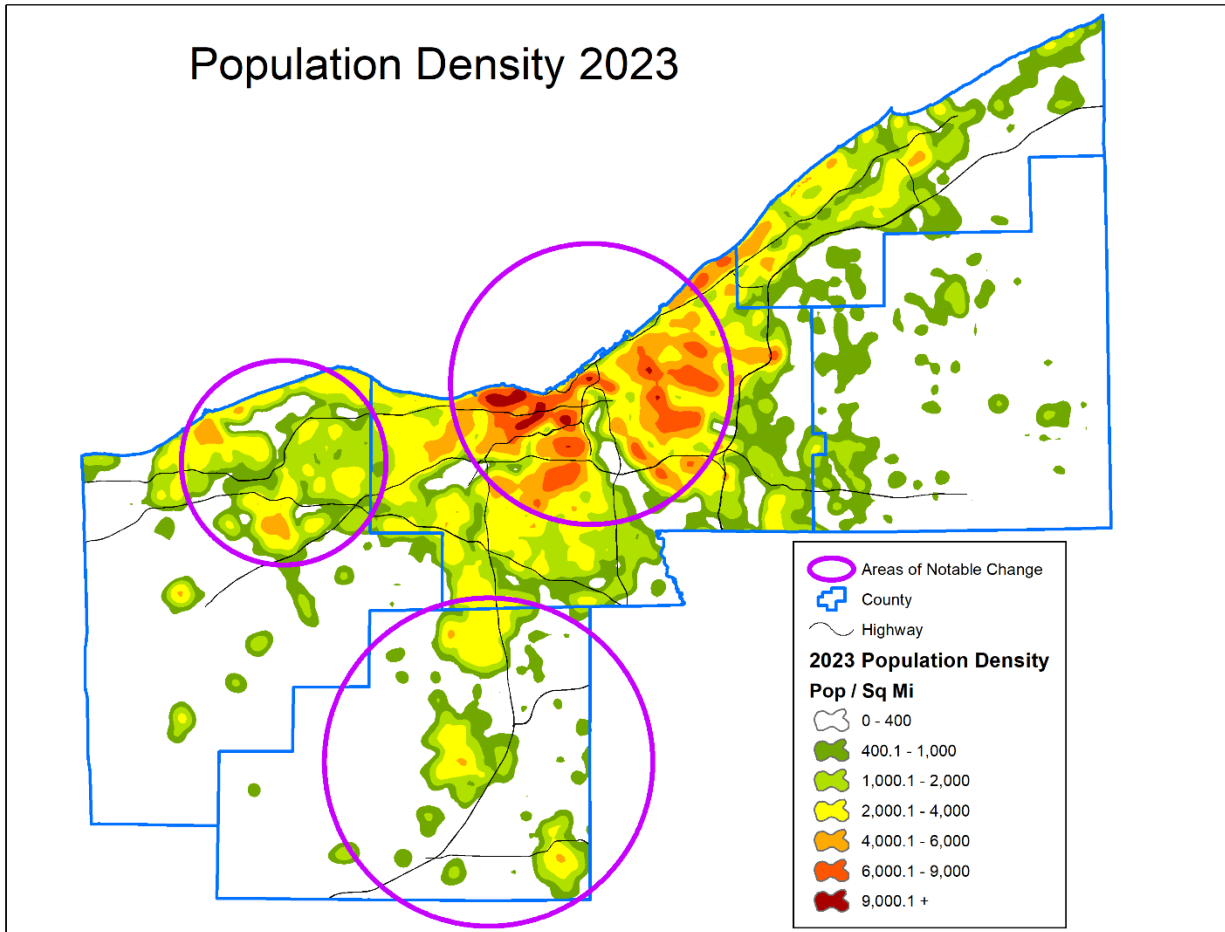 Population Density 2023
Areas of Notable Change
County
Highway
2023 Population Density
Pop / Sq Mi
0 - 400
400.1 - 1,000
1,000.1 - 2,000
2,000.1 - 4,000
4,000.1 - 6,000
6,000.1 - 9,000
9,000.1 +